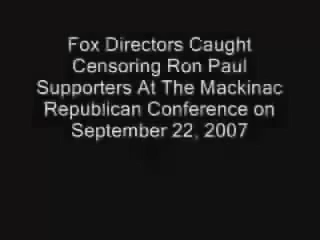 Fox Directors Caught
Censoring Ron Paul
Supporters At The Mackinac
Republican Conference on
September 22, 2007